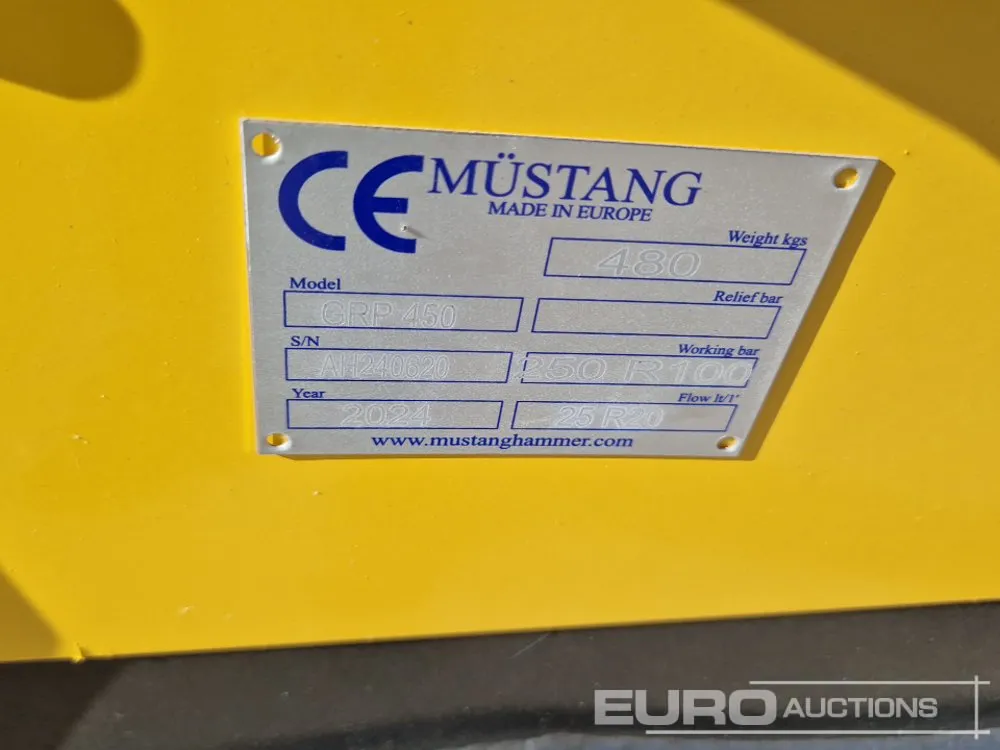 CE MÜSTANG
MADE IN EUROPE
Weight kgs
480
Model
GRP 450
Relief bar
S/N
AH240620
Working bar
250 R100
Year
2024
Flow lt/1'
25 R20
www.mustanghammer.com
EURO AUCTIONS